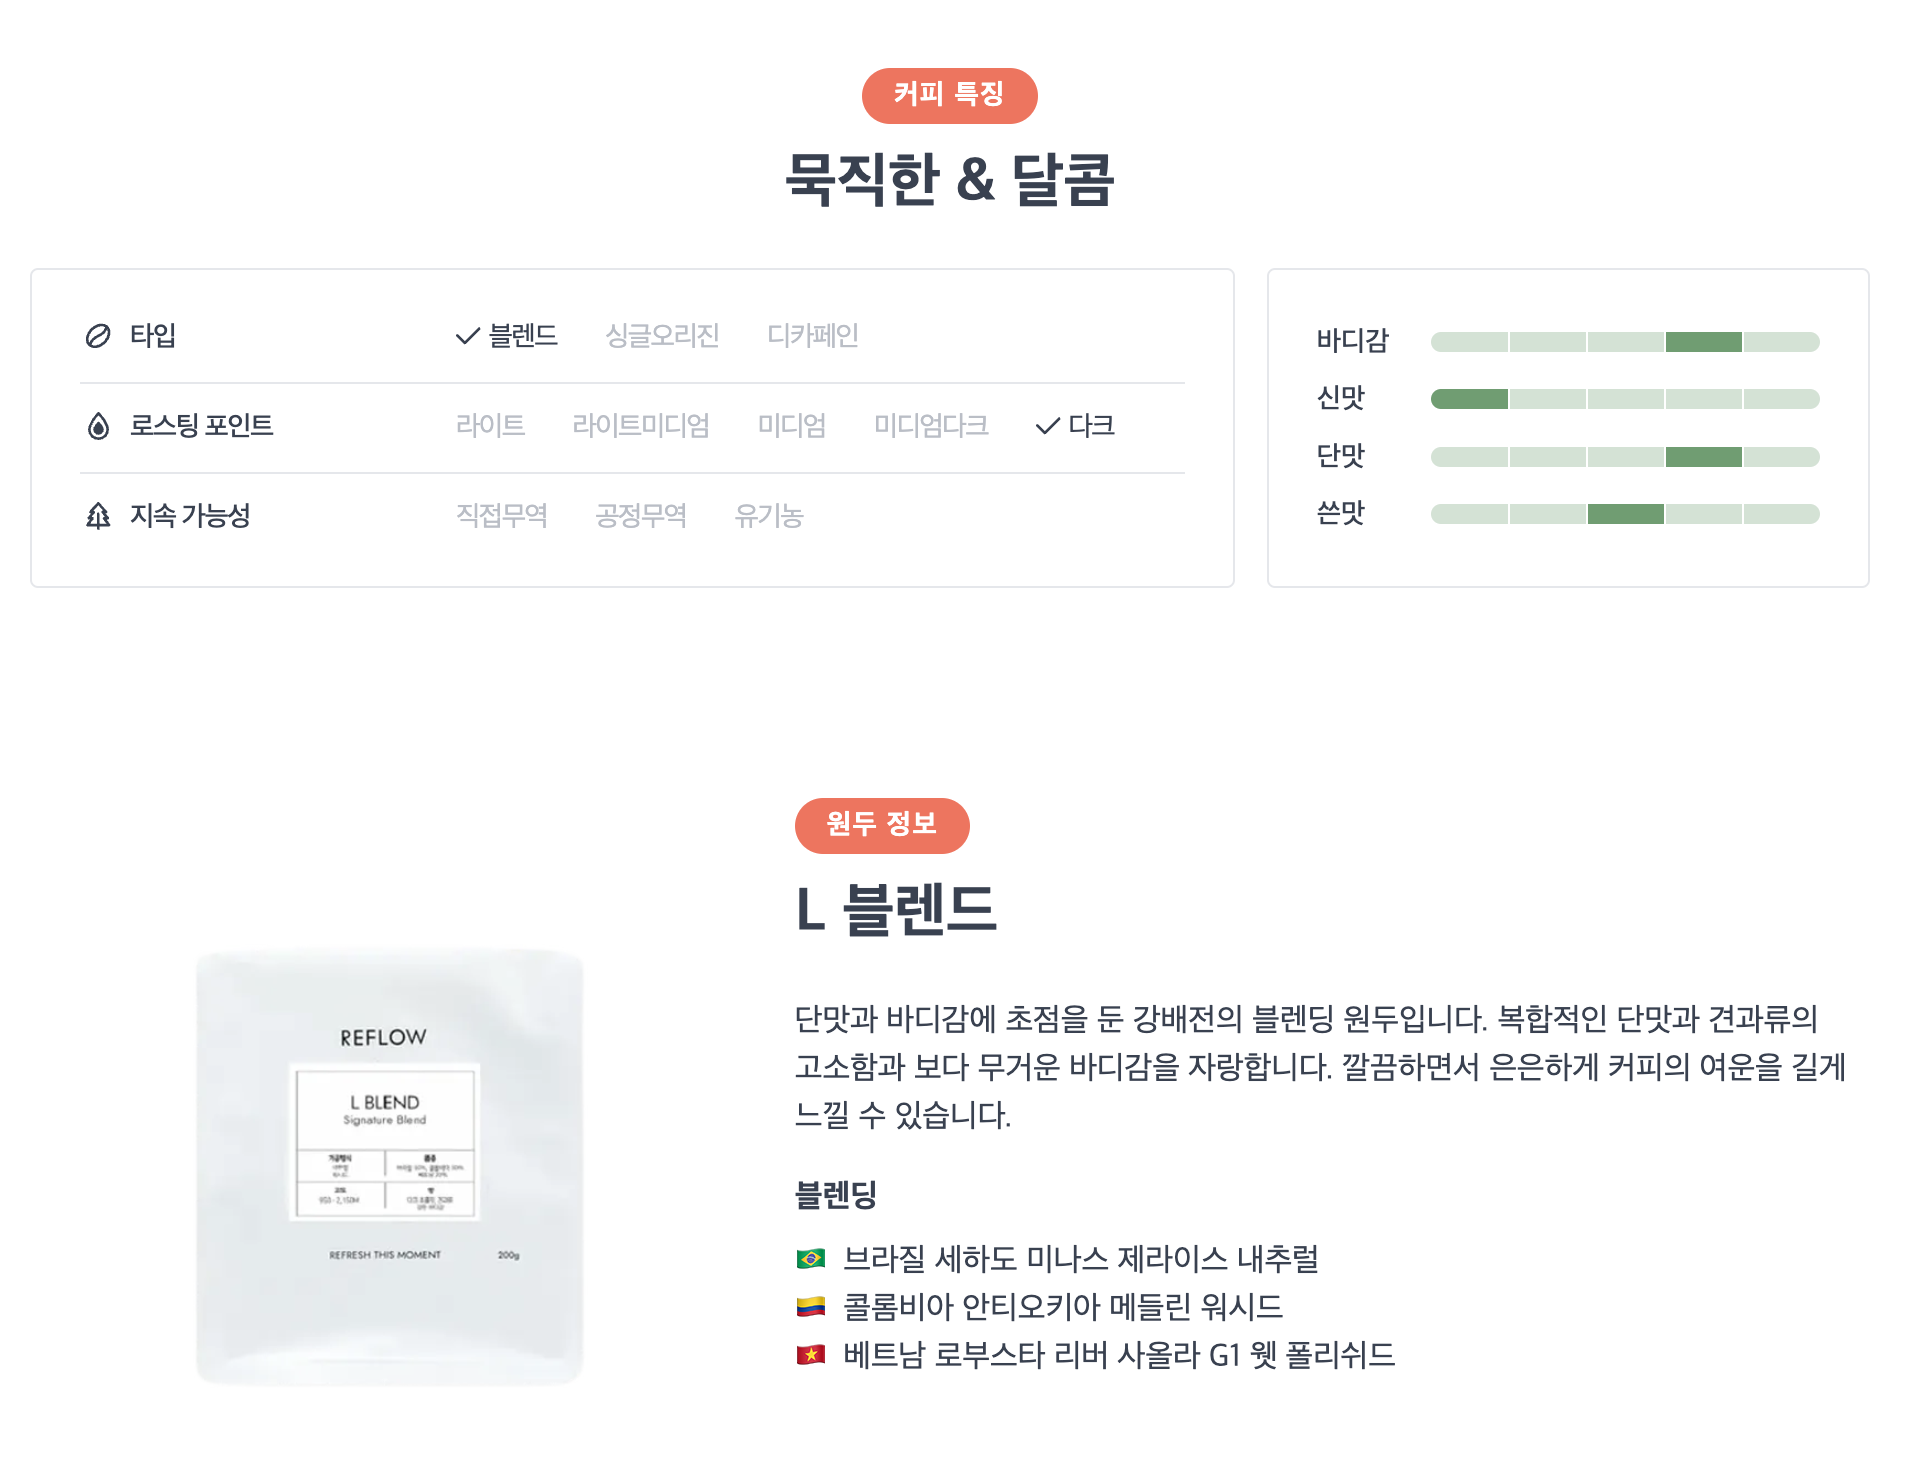 커피 특징
묵직한 & 달콤
타입 블렌드 싱글오리진 디카페인
로스팅 포인트 라이트 라이트미디엄 미디엄 미디엄다크 다크
지속 가능성 직접무역 공정무역 유기농
바디감
신맛
단맛
쓴맛
원두 정보
L 블렌드
단맛과 바디감에 초점을 둔 강배전의 블렌딩 원두입니다. 복합적인 단맛과 견과류의
고소함과 보다 무거운 바디감을 자랑합니다. 깔끔하면서 은은하게 커피의 여운을 길게
느낄 수 있습니다.
블렌딩
브라질 세하도 미나스 제라이스 내추럴
콜롬비아 안티오키아 메들린 워시드
베트남 로부스타 리버 사올라 G1 웻 폴리쉬드
REFLOW
L BLEND
Signature Blend
REFRESH THIS MOMENT 200g